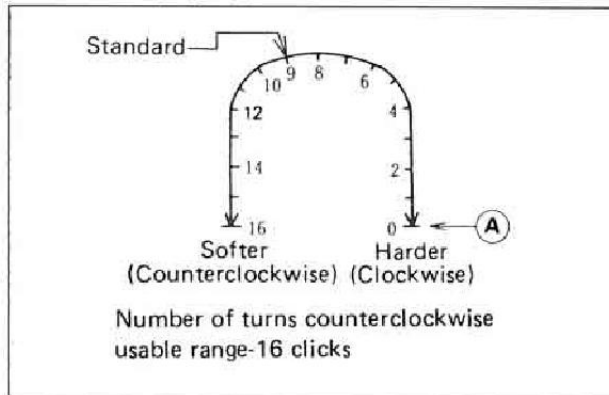 Standard
10 9 8 6
12 4
14 2
16 0 A
Softer Harder
(Counterclockwise) (Clockwise)
Number of turns counterclockwise
usable range-16 clicks